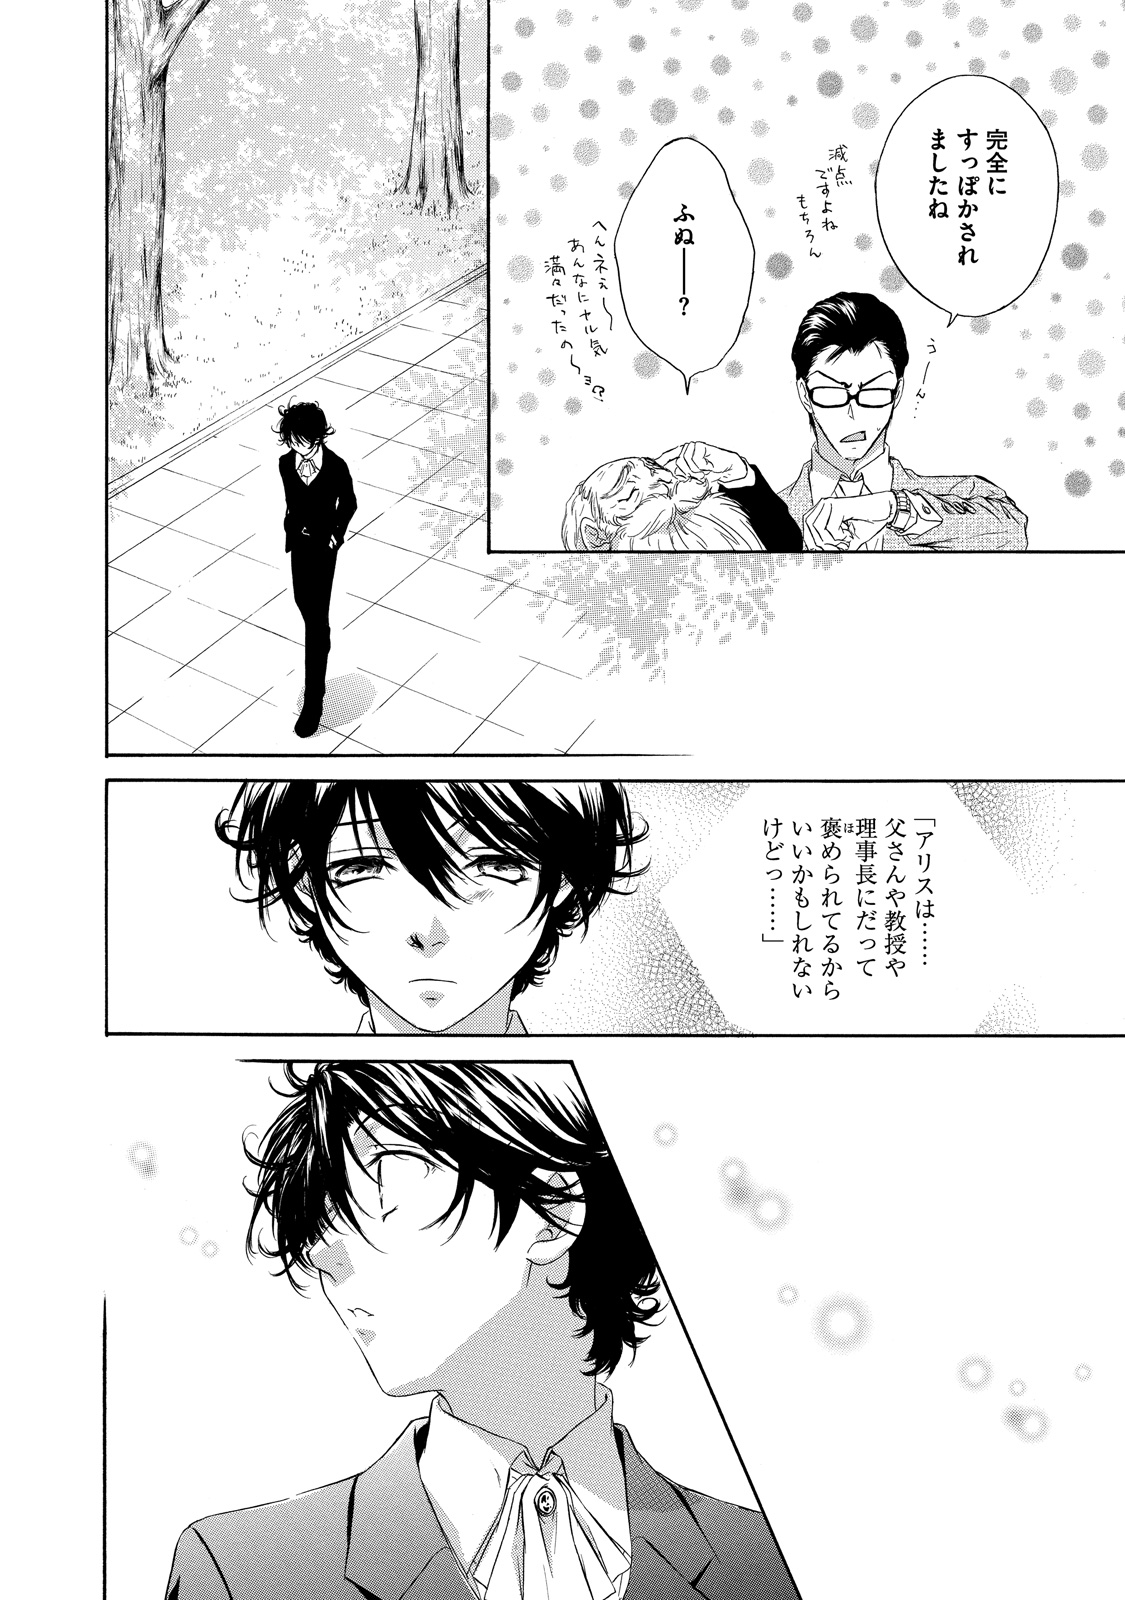 完全に
すっぽかされ
ましたね
減点
ですよね
もちろん
うーん…
ふぬ――？
へんネぇ～
あんなにヤル気
満々だったの～ョ!?
「アリスは……
父さんや教授や
理事長にだって
褒められてるから
いいかもしれない
けどっ……」